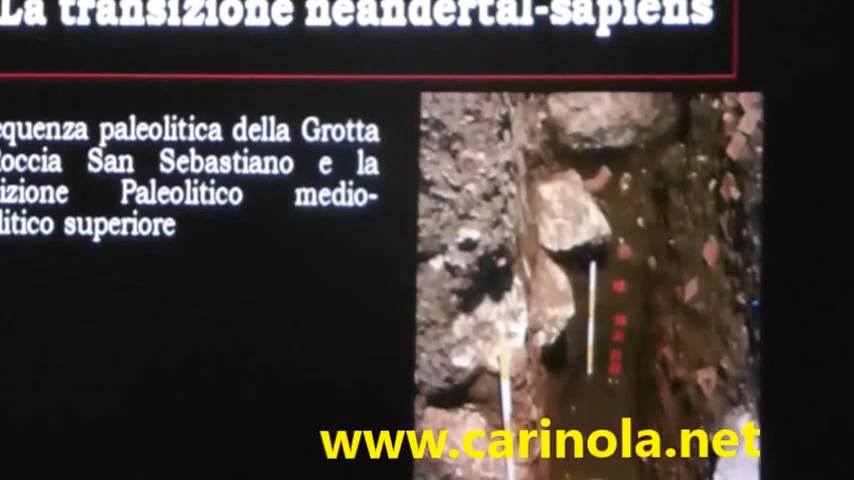 La transizione neandertal-sapiens
equenza paleolitica della Grotta
occia San Sebastiano e la
izione Paleolitico medio-
litico superiore
www.carinola.net